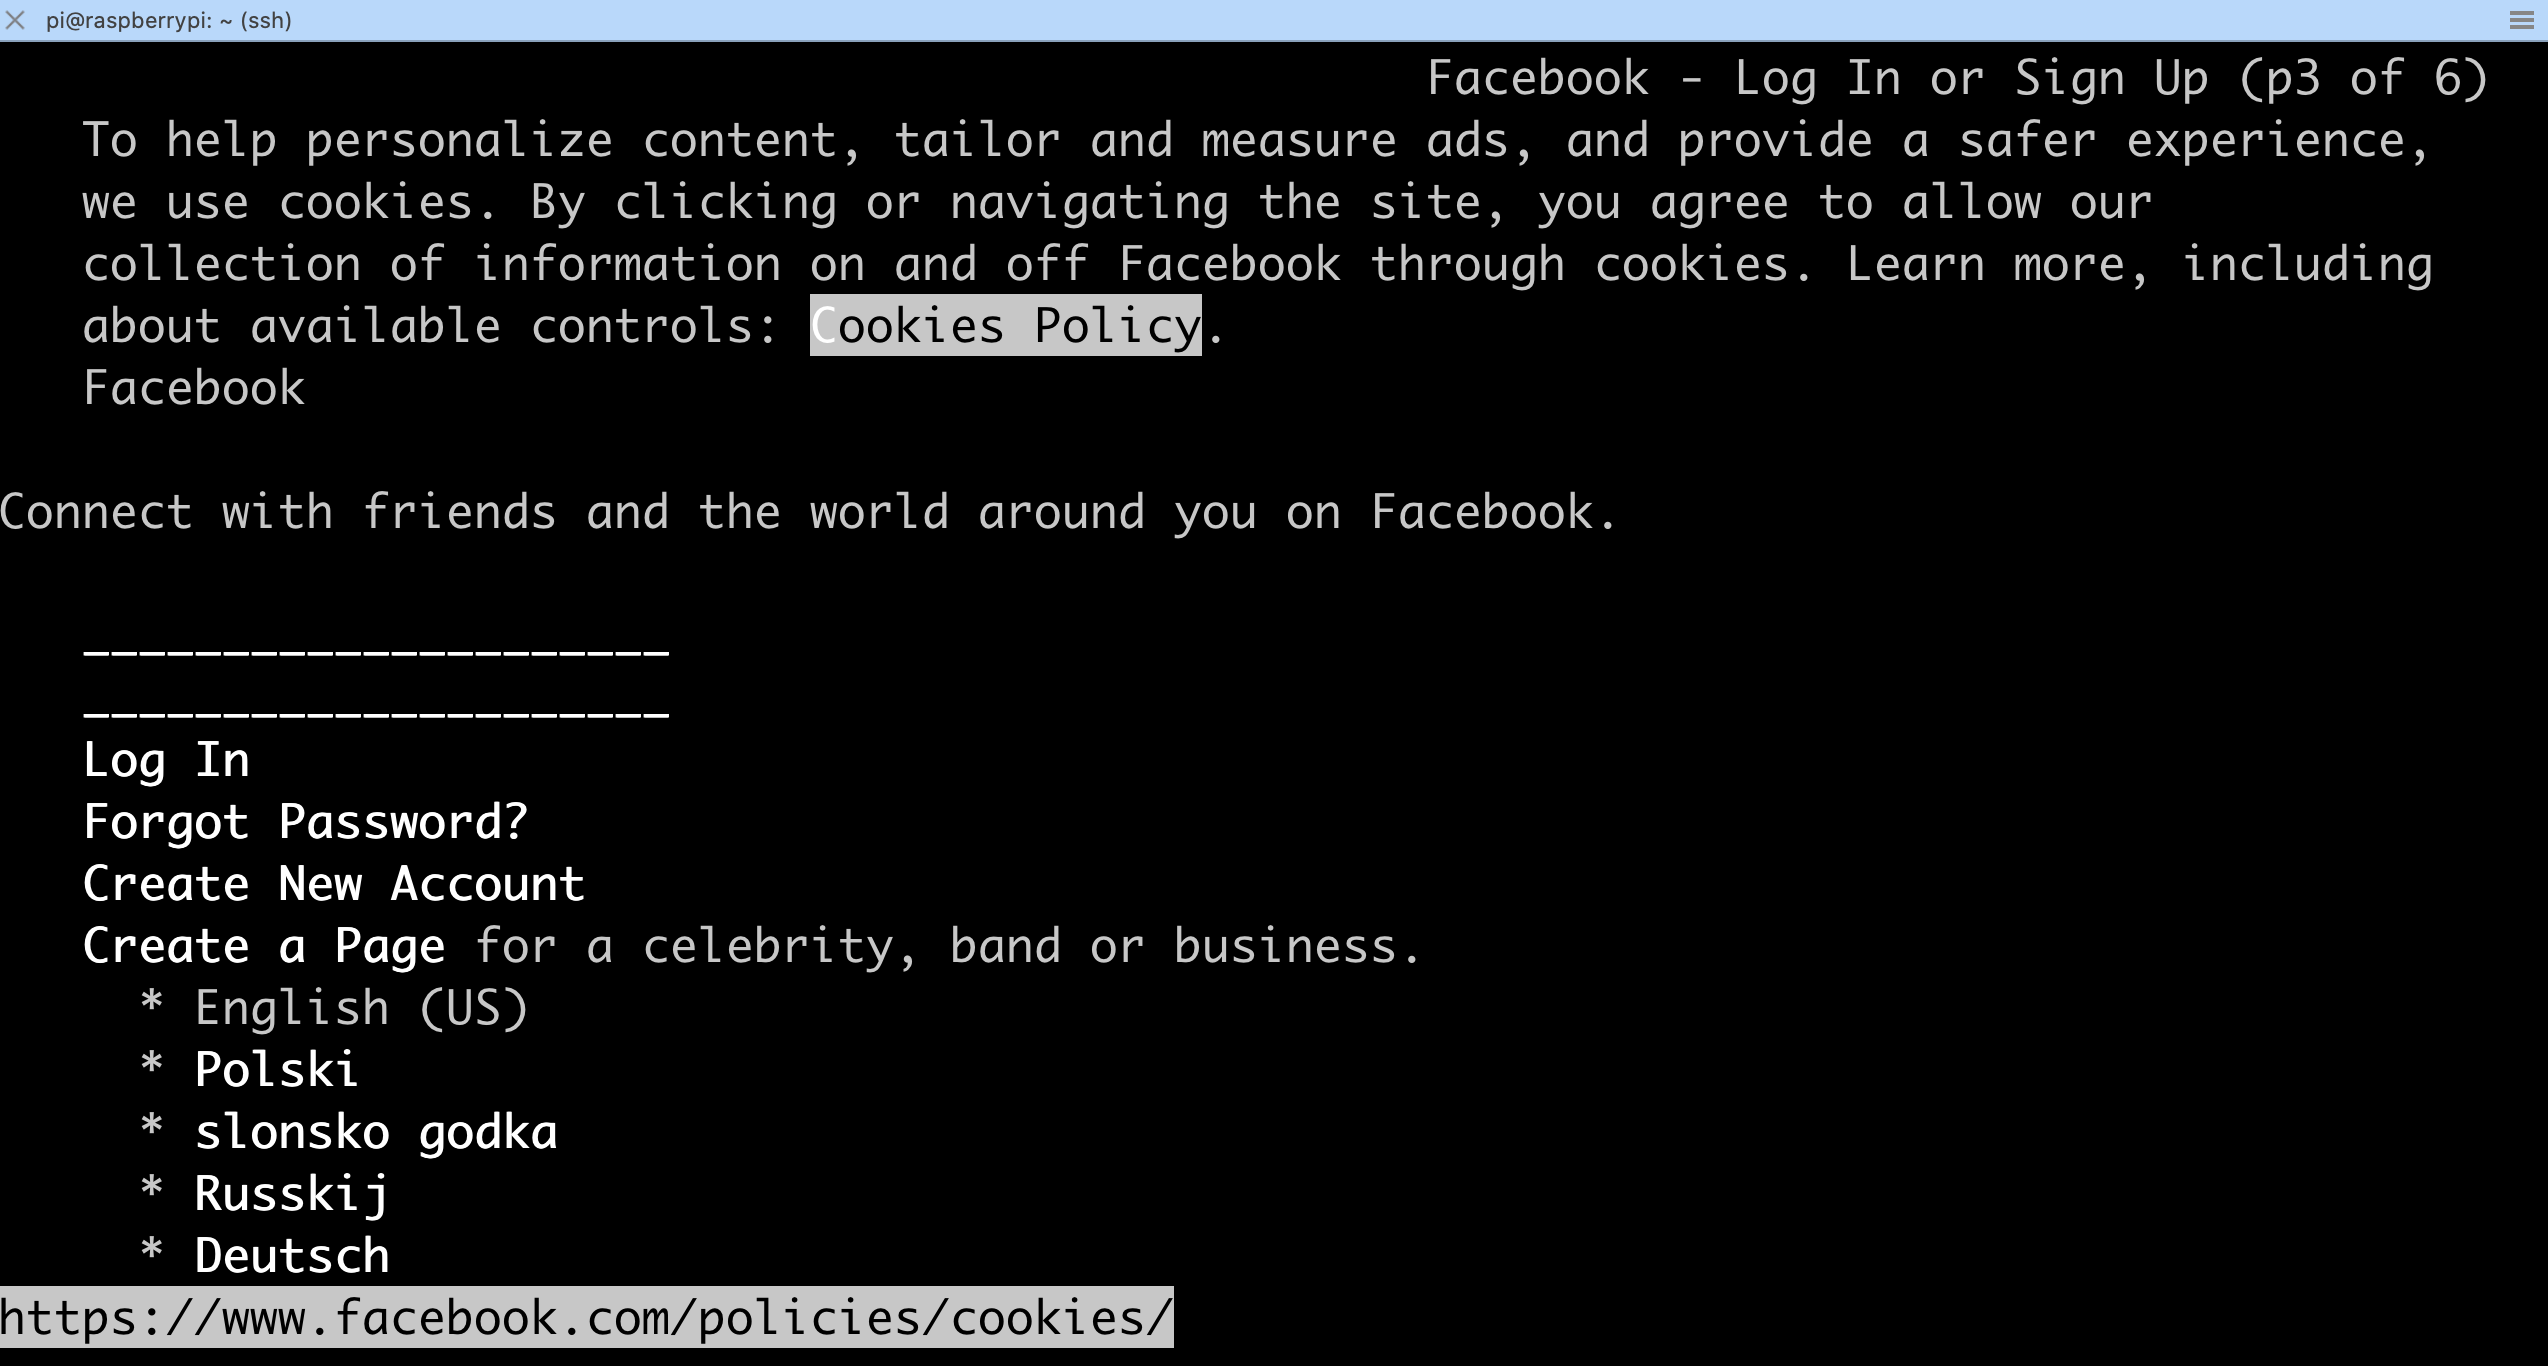 pi@raspberrypi: ~ (ssh)
Facebook - Log In or Sign Up (p3 of 6)
To help personalize content, tailor and measure ads, and provide a safer experience,
we use cookies. By clicking or navigating the site, you agree to allow our
collection of information on and off Facebook through cookies. Learn more, including
about available controls: Cookies Policy.
Facebook
Connect with friends and the world around you on Facebook.
_____________________
_____________________
Log In
Forgot Password?
Create New Account
Create a Page for a celebrity, band or business.
* English (US)
* Polski
* slonsko godka
* Russkij
* Deutsch
https://www.facebook.com/policies/cookies/